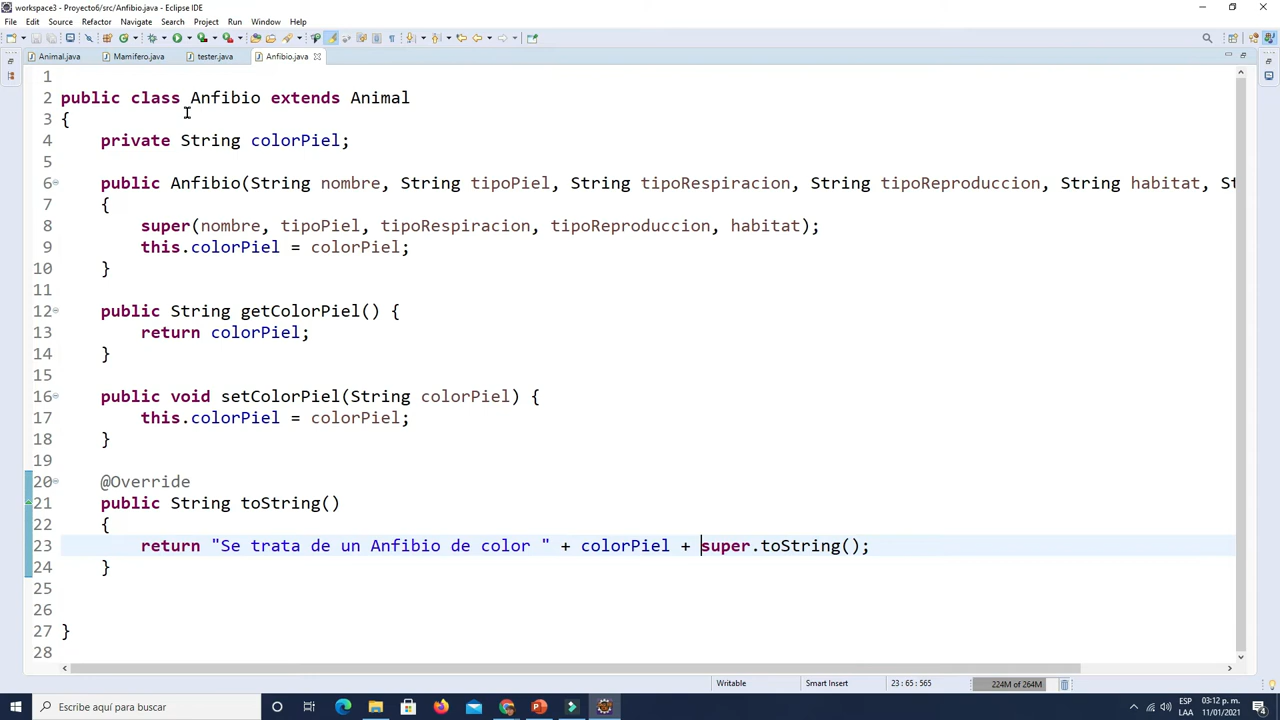 workspace3 - Proyecto6/src/Anfibio.java - Eclipse IDE
File Edit Source Refactor Navigate Search Project Run Window Help
Animal.java Mamifero.java tester.java Anfibio.java
1
2 public class Anfibio extends Animal
3 {
4 private String colorPiel;
5
6 public Anfibio(String nombre, String tipoPiel, String tipoRespiracion, String tipoReproduccion, String habitat, St
7 {
8 super(nombre, tipoPiel, tipoRespiracion, tipoReproduccion, habitat);
9 this.colorPiel = colorPiel;
10 }
11
12 public String getColorPiel() {
13 return colorPiel;
14 }
15
16 public void setColorPiel(String colorPiel) {
17 this.colorPiel = colorPiel;
18 }
19
20 @Override
21 public String toString()
22 {
23 return "Se trata de un Anfibio de color " + colorPiel + super.toString();
24 }
25
26
27 }
28
Writable Smart Insert 23 : 65 : 565 224M of 264M
Escribe aquí para buscar
ESP 03:12 p. m.
LAA 11/01/2021 4